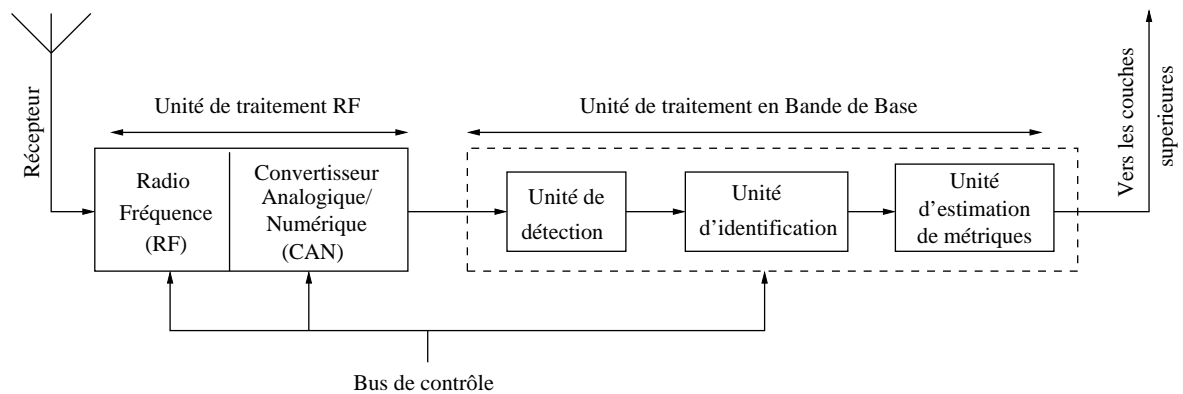 Récepteur
Unité de traitement RF
Radio
Fréquence
(RF)
Convertisseur
Analogique/
Numérique
(CAN)
Unité de traitement en Bande de Base
Unité de
détection
Unité
d'identification
Unité
d'estimation
de métriques
Vers les couches
superieures
Bus de contrôle